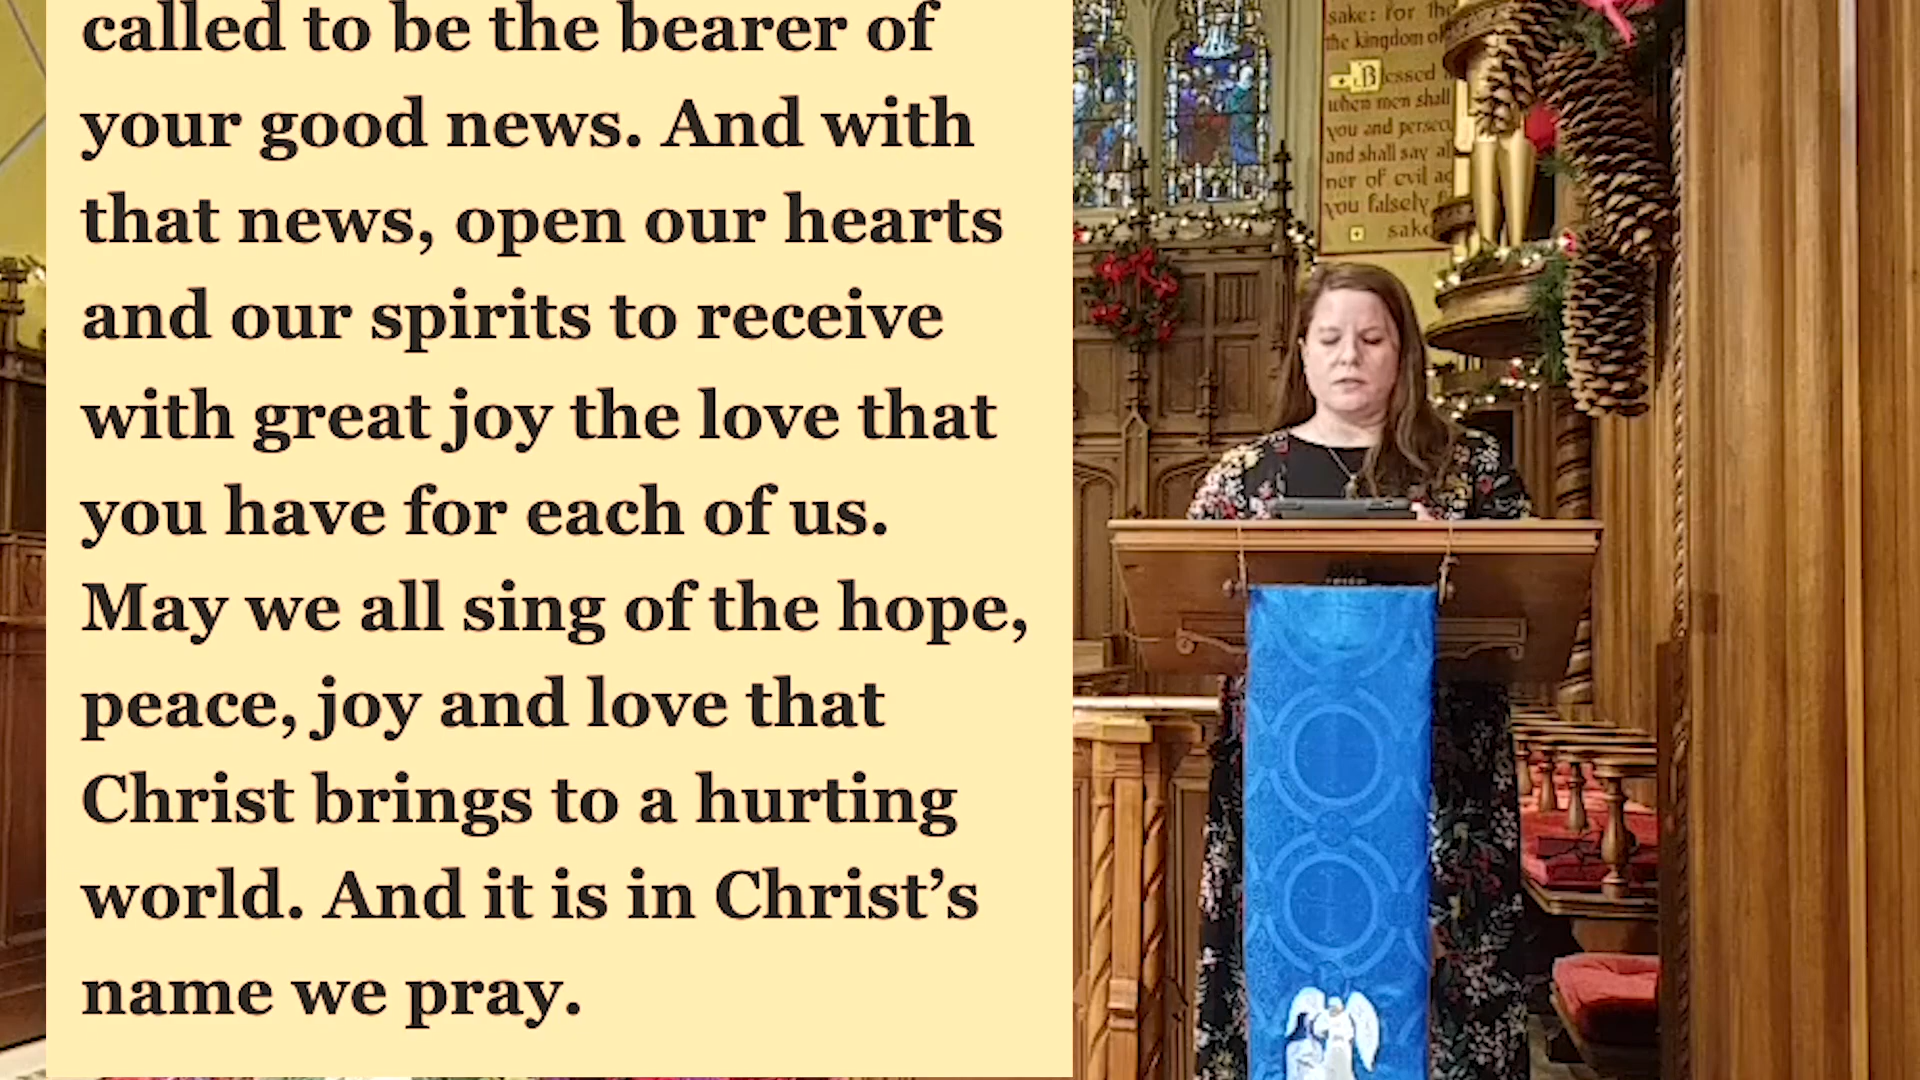 called to be the bearer of
your good news. And with
that news, open our hearts
and our spirits to receive
with great joy the love that
you have for each of us.
May we all sing of the hope,
peace, joy and love that
Christ brings to a hurting
world. And it is in Christ’s
name we pray.
sake: for the
the kingdom of
Blessed
when men shall
you and
and shall say
ner of evil
you falsely
sake